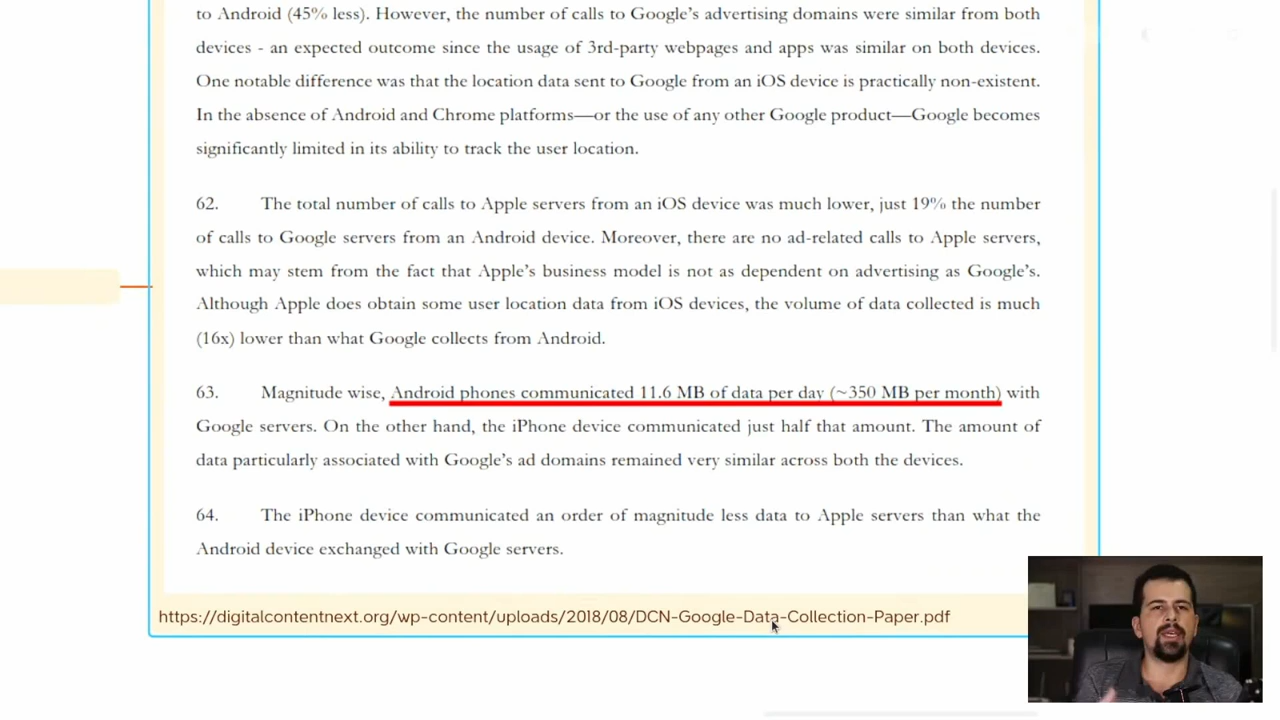 to Android (45% less). However, the number of calls to Google's advertising domains were similar from both
devices - an expected outcome since the usage of 3rd-party webpages and apps was similar on both devices.
One notable difference was that the location data sent to Google from an iOS device is practically non-existent.
In the absence of Android and Chrome platforms—or the use of any other Google product—Google becomes
significantly limited in its ability to track the user location.
62. The total number of calls to Apple servers from an iOS device was much lower, just 19% the number
of calls to Google servers from an Android device. Moreover, there are no ad-related calls to Apple servers,
which may stem from the fact that Apple's business model is not as dependent on advertising as Google's.
Although Apple does obtain some user location data from iOS devices, the volume of data collected is much
(16x) lower than what Google collects from Android.
63. Magnitude wise, Android phones communicated 11.6 MB of data per day (~350 MB per month) with
Google servers. On the other hand, the iPhone device communicated just half that amount. The amount of
data particularly associated with Google's ad domains remained very similar across both the devices.
64. The iPhone device communicated an order of magnitude less data to Apple servers than what the
Android device exchanged with Google servers.
https://digitalcontentnext.org/wp-content/uploads/2018/08/DCN-Google-Data-Collection-Paper.pdf